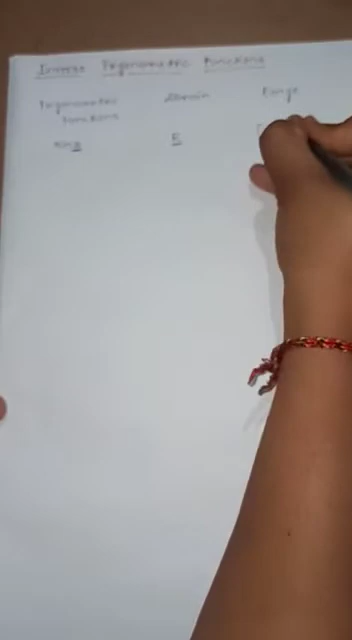 Inverse Trigonometric Functions
Trigonometric Functions Domain Range
sin x R [